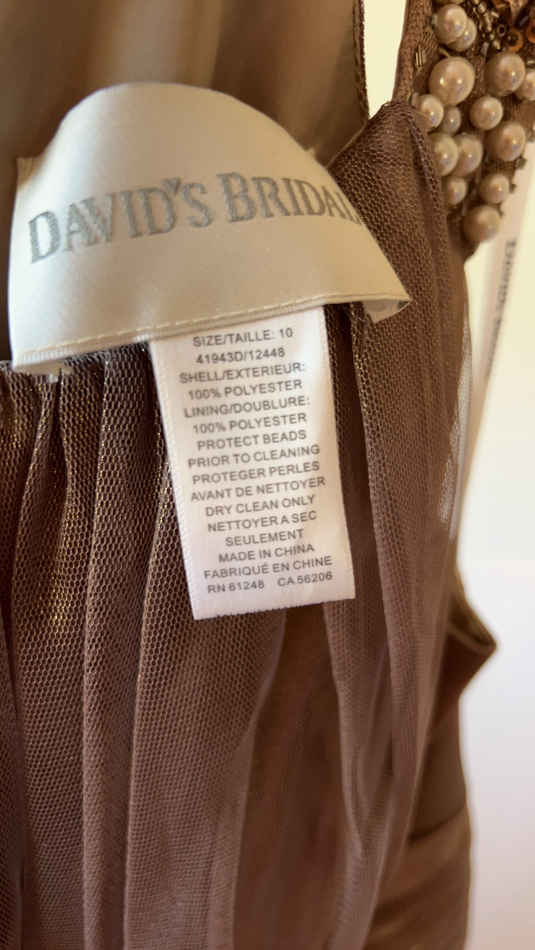 DAVID'S BRIDAL
SIZE/TAILLE: 10
41943D/12448
SHELL/EXTERIEUR:
100% POLYESTER
LINING/DOUBLURE:
100% POLYESTER
PROTECT BEADS
PRIOR TO CLEANING
PROTEGER PERLES
AVANT DE NETTOYER
DRY CLEAN ONLY
NETTOYER A SEC
SEULEMENT
MADE IN CHINA
FABRIQUÉ EN CHINE
RN 61248 CA 56206